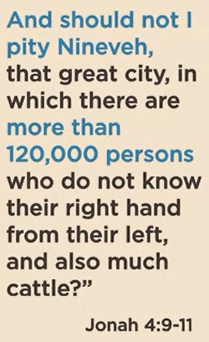 And should not I
pity Nineveh,
that great city, in
which there are
more than
120,000 persons
who do not know
their right hand
from their left,
and also much
cattle?”
Jonah 4:9-11